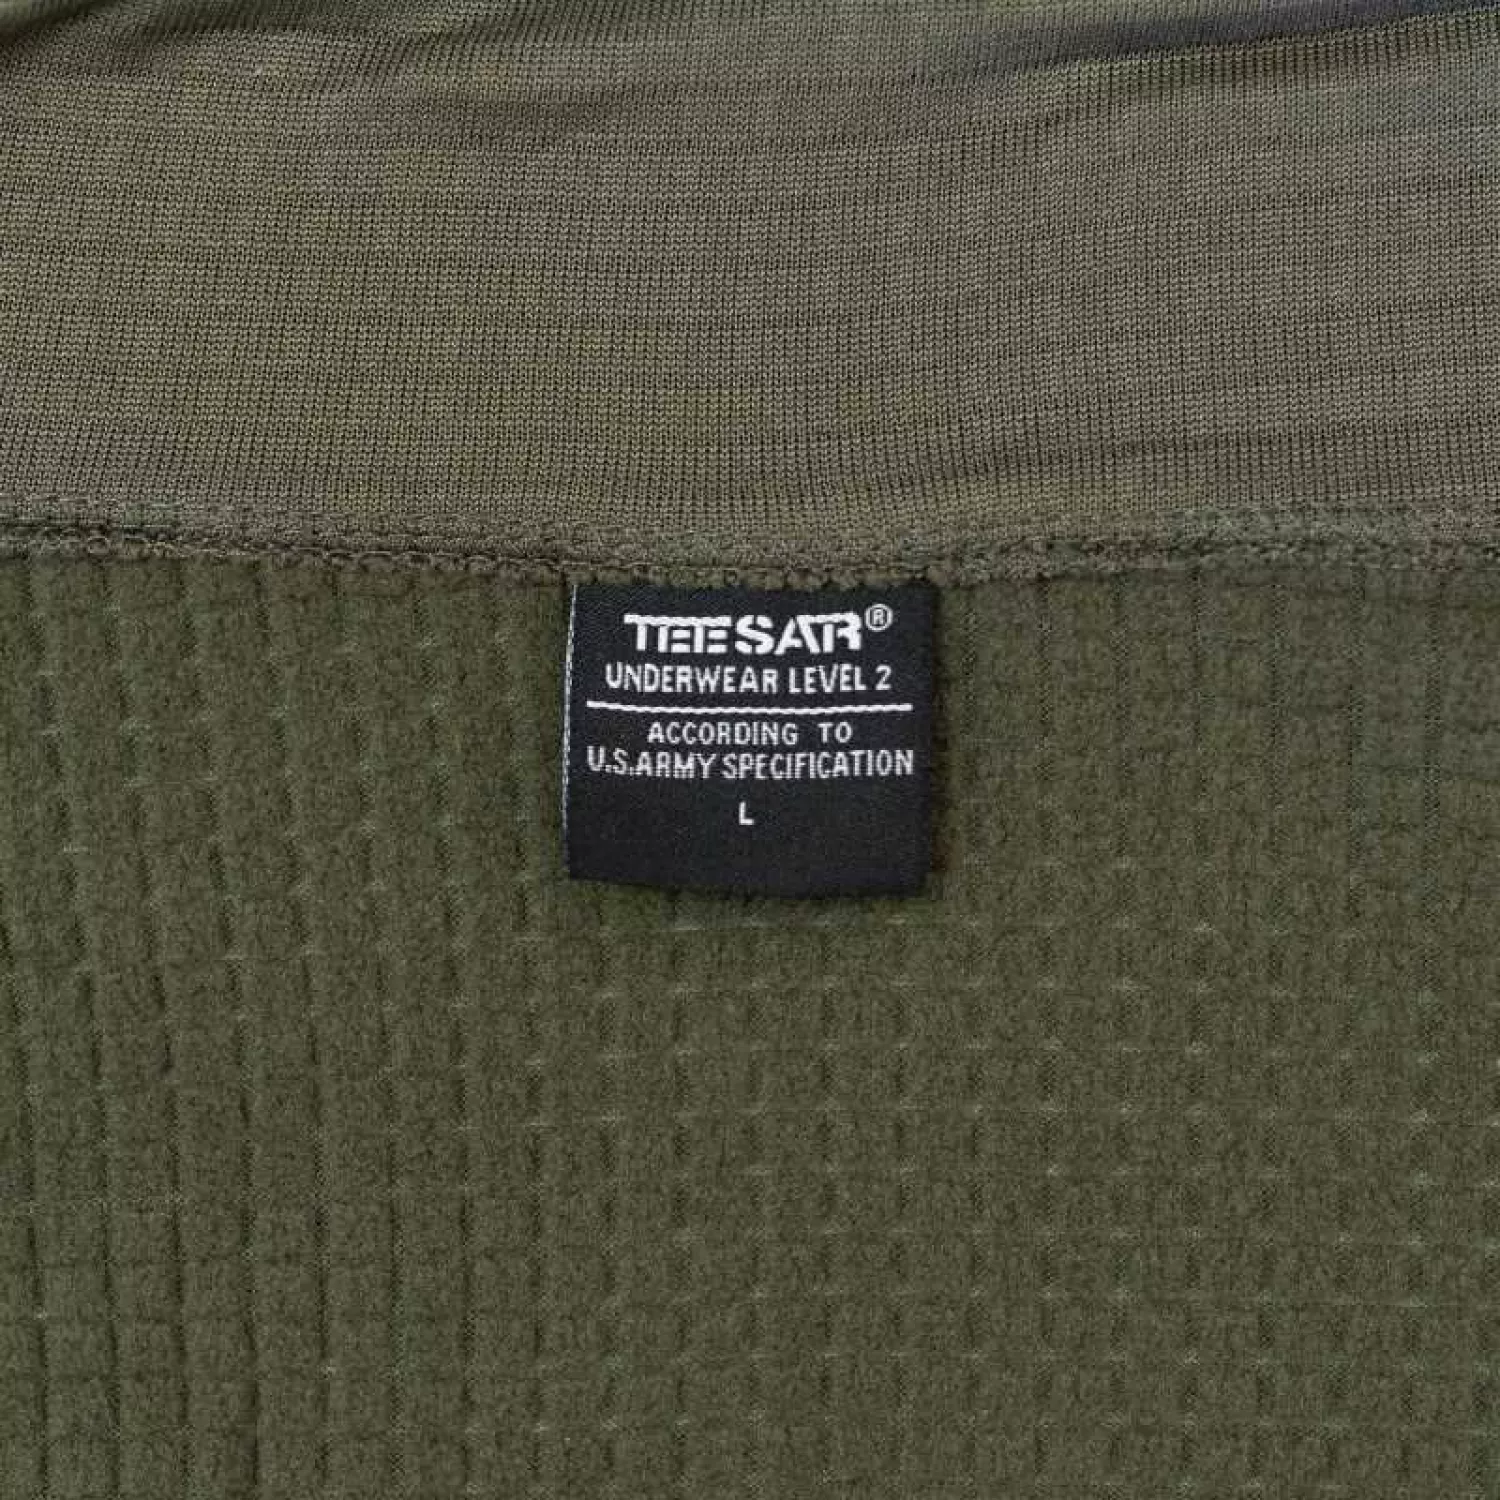 TEESAR®
UNDERWEAR LEVEL 2
ACCORDING TO
U.S.ARMY SPECIFICATION
L